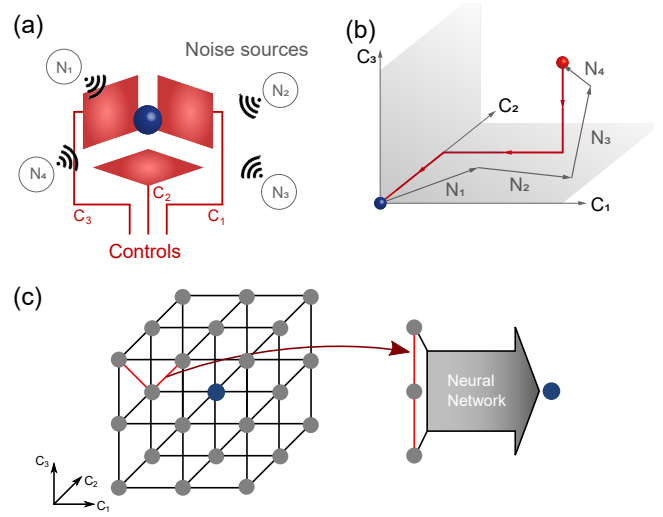 (a)
Noise sources
N₁
N₂
N₄
N₃
C₂
C₃
C₁
Controls
(b)
C₃
N₄
C₂
N₃
N₁
N₂
C₁
(c)
Neural
Network
C₃
C₂
C₁